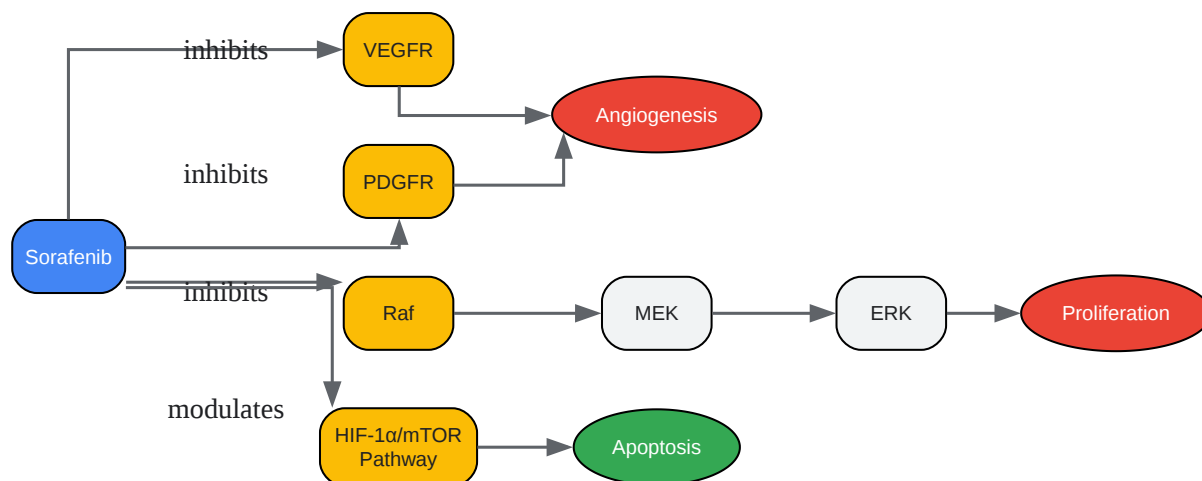 inhibits
VEGFR
Angiogenesis
inhibits
PDGFR
Sorafenib
inhibits
Raf
MEK
ERK
Proliferation
modulates
HIF-1α/mTOR
Pathway
Apoptosis